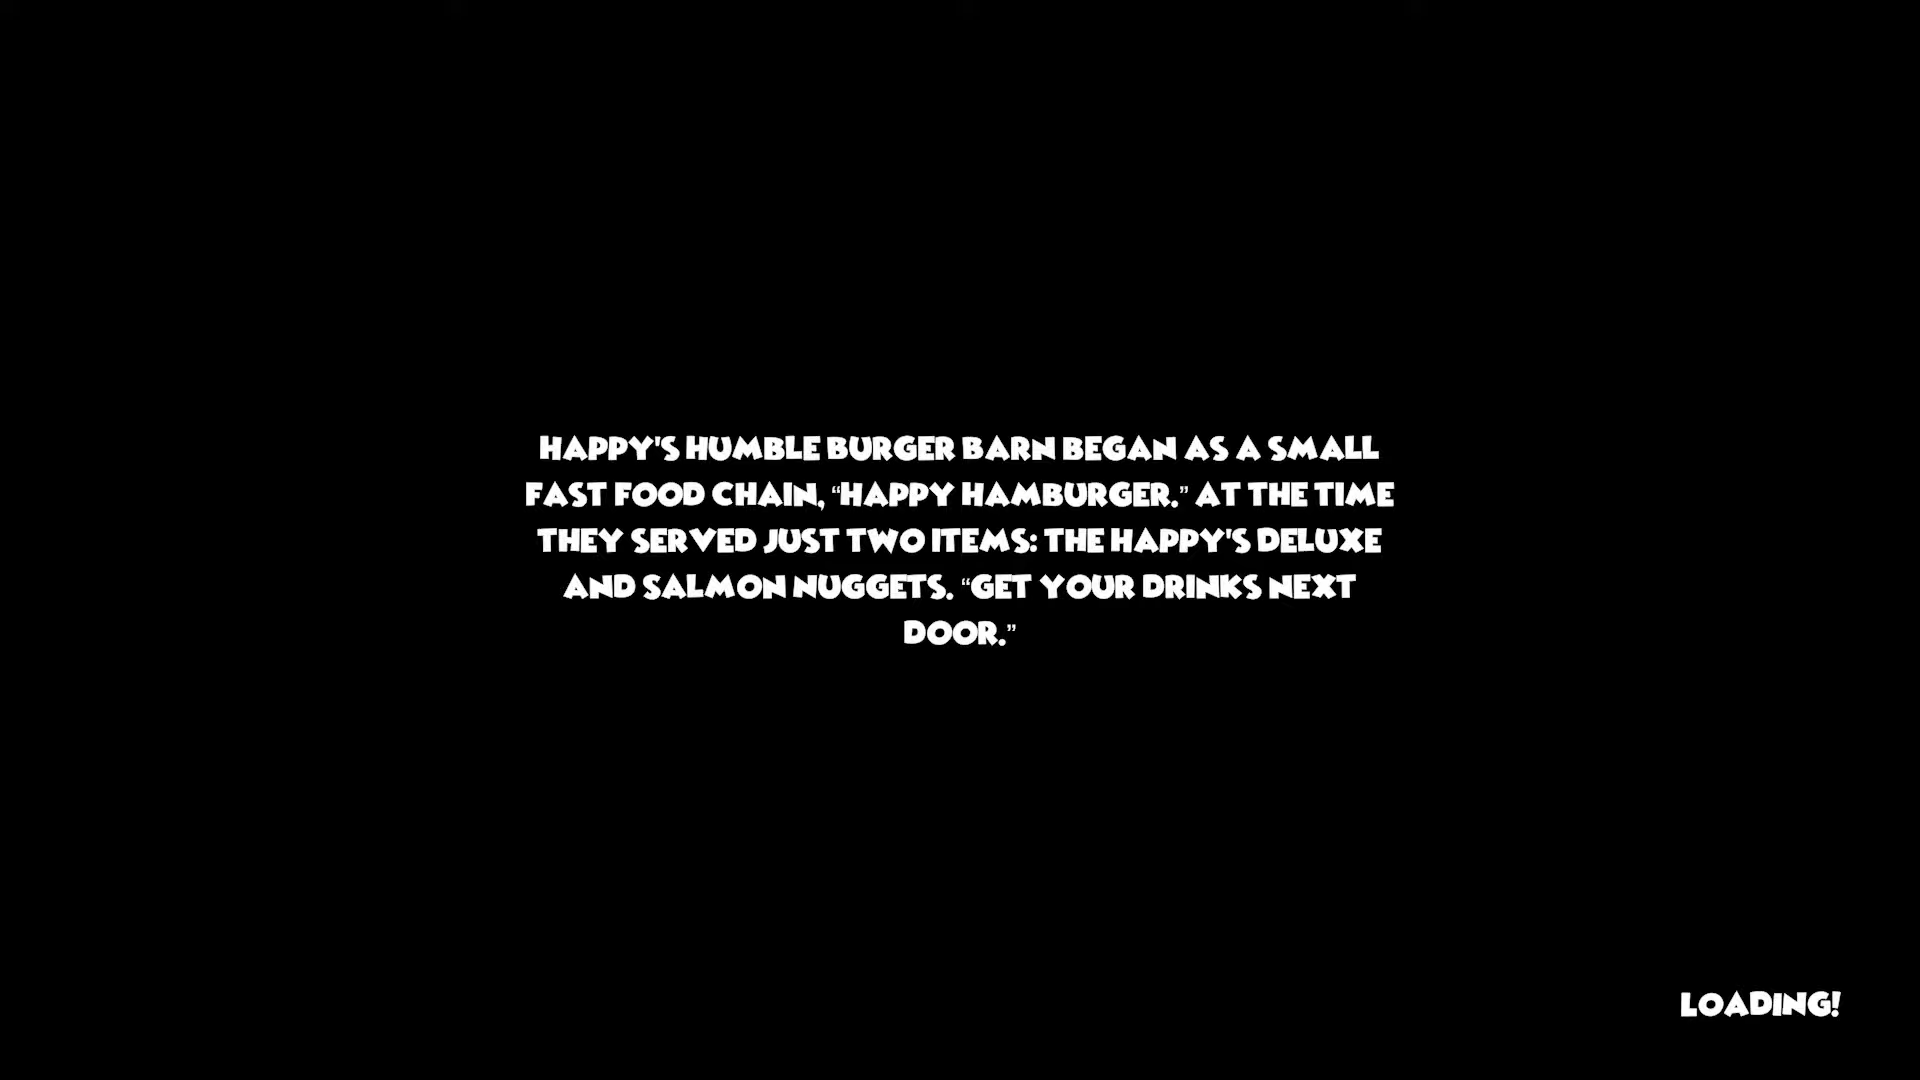 HAPPY'S HUMBLE BURGER BARN BEGAN AS A SMALL
FAST FOOD CHAIN, “HAPPY HAMBURGER.” AT THE TIME
THEY SERVED JUST TWO ITEMS: THE HAPPY'S DELUXE
AND SALMON NUGGETS. “GET YOUR DRINKS NEXT
DOOR.”
LOADING!